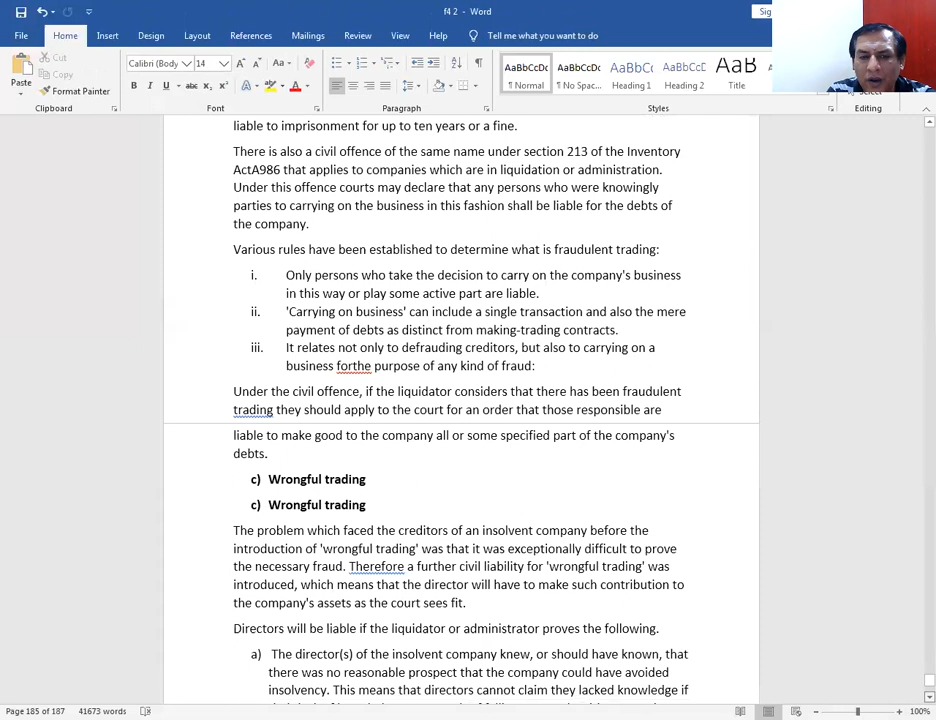 f4 2 - Word
Sig
File Home Insert Design Layout References Mailings Review View Help Tell me what you want to do
Paste
Cut
Copy
Format Painter
Calibri (Body) 14
AaBbCcDc AaBbCcDc AaBbCc AaBbCcD AaB
¶ Normal ¶ No Spac... Heading 1 Heading 2 Title
Clipboard Font Paragraph Styles Editing
liable to imprisonment for up to ten years or a fine.
There is also a civil offence of the same name under section 213 of the Inventory
ActA986 that applies to companies which are in liquidation or administration.
Under this offence courts may declare that any persons who were knowingly
parties to carrying on the business in this fashion shall be liable for the debts of
the company.
Various rules have been established to determine what is fraudulent trading:
i. Only persons who take the decision to carry on the company's business
in this way or play some active part are liable.
ii. 'Carrying on business' can include a single transaction and also the mere
payment of debts as distinct from making-trading contracts.
iii. It relates not only to defrauding creditors, but also to carrying on a
business forthe purpose of any kind of fraud:
Under the civil offence, if the liquidator considers that there has been fraudulent
trading they should apply to the court for an order that those responsible are
liable to make good to the company all or some specified part of the company's
debts.
c) Wrongful trading
c) Wrongful trading
The problem which faced the creditors of an insolvent company before the
introduction of 'wrongful trading' was that it was exceptionally difficult to prove
the necessary fraud. Therefore a further civil liability for 'wrongful trading' was
introduced, which means that the director will have to make such contribution to
the company's assets as the court sees fit.
Directors will be liable if the liquidator or administrator proves the following.
a) The director(s) of the insolvent company knew, or should have known, that
there was no reasonable prospect that the company could have avoided
insolvency. This means that directors cannot claim they lacked knowledge if
Page 185 of 187 41673 words 100%